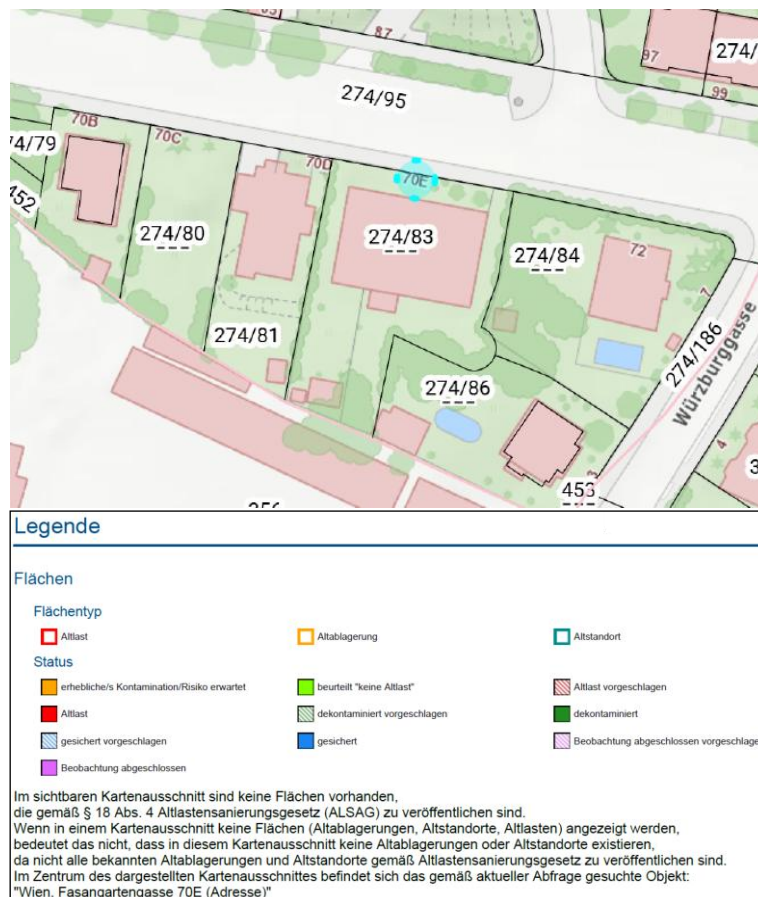 87
97
274/
99
274/95
70B
70C
70D
70E
74/79
452
274/80
274/83
274/84
72
7
274/81
274/86
274/186
Würzburggasse
4
3
3
453
Legende
Flächen
Flächentyp
Altlast
Altablagerung
Altstandort
Status
erhebliche/s Kontamination/Risiko erwartet
beurteilt "keine Altlast"
Altlast vorgeschlagen
Altlast
dekontaminiert vorgeschlagen
dekontaminiert
gesichert vorgeschlagen
gesichert
Beobachtung abgeschlossen vorgeschlage
Beobachtung abgeschlossen
Im sichtbaren Kartenausschnitt sind keine Flächen vorhanden,
die gemäß § 18 Abs. 4 Altlastensanierungsgesetz (ALSAG) zu veröffentlichen sind.
Wenn in einem Kartenausschnitt keine Flächen (Altablagerungen, Altstandorte, Altlasten) angezeigt werden,
bedeutet das nicht, dass in diesem Kartenausschnitt keine Altablagerungen oder Altstandorte existieren,
da nicht alle bekannten Altablagerungen und Altstandorte gemäß Altlastensanierungsgesetz zu veröffentlichen sind.
Im Zentrum des dargestellten Kartenausschnittes befindet sich das gemäß aktueller Abfrage gesuchte Objekt:
"Wien, Fasangartengasse 70E (Adresse)"